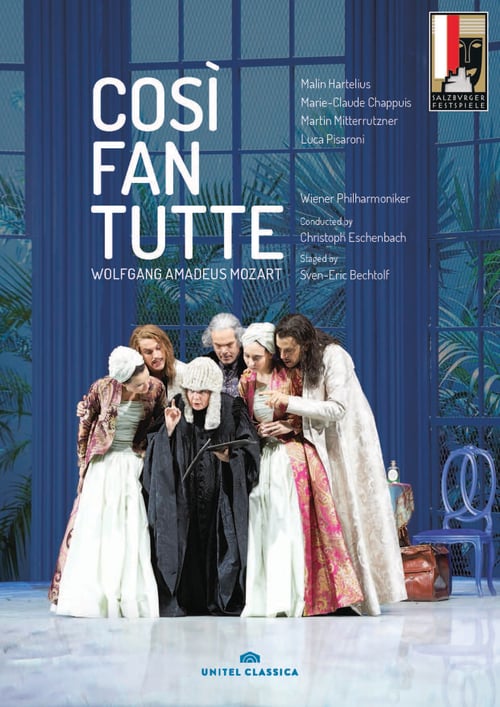 COSÌ
FAN
TUTTE
WOLFGANG AMADEUS MOZART
Malin Hartelius
Marie-Claude Chappuis
Martin Mitterrutzner
Luca Pisaroni
Wiener Philharmoniker
Conducted by
Christoph Eschenbach
Staged by
Sven-Eric Bechtolf
SALZBURGER
FESTSPIELE
UNITEL CLASSICA